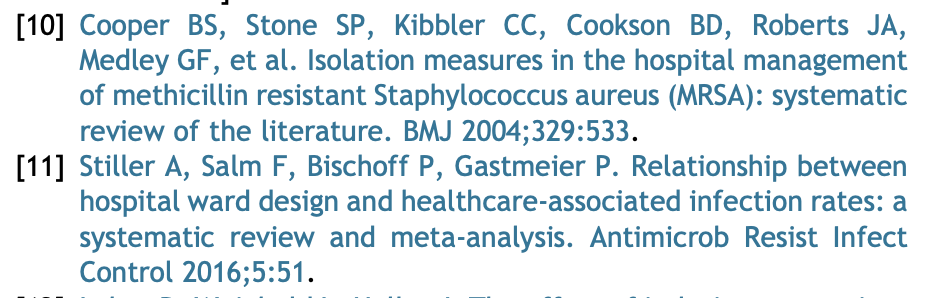 [10] Cooper BS, Stone SP, Kibbler CC, Cookson BD, Roberts JA,
Medley GF, et al. Isolation measures in the hospital management
of methicillin resistant Staphylococcus aureus (MRSA): systematic
review of the literature. BMJ 2004;329:533.
[11] Stiller A, Salm F, Bischoff P, Gastmeier P. Relationship between
hospital ward design and healthcare-associated infection rates: a
systematic review and meta-analysis. Antimicrob Resist Infect
Control 2016;5:51.